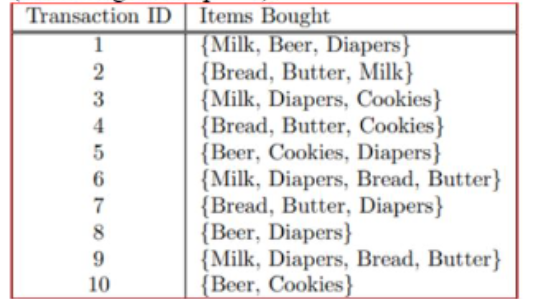 Transaction ID Items Bought
1 {Milk, Beer, Diapers}
2 {Bread, Butter, Milk}
3 {Milk, Diapers, Cookies}
4 {Bread, Butter, Cookies}
5 {Beer, Cookies, Diapers}
6 {Milk, Diapers, Bread, Butter}
7 {Bread, Butter, Diapers}
8 {Beer, Diapers}
9 {Milk, Diapers, Bread, Butter}
10 {Beer, Cookies}